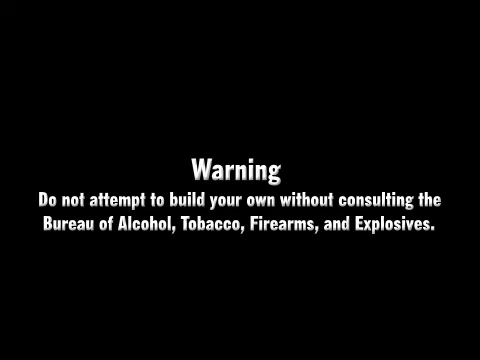 Warning
Do not attempt to build your own without consulting the
Bureau of Alcohol, Tobacco, Firearms, and Explosives.